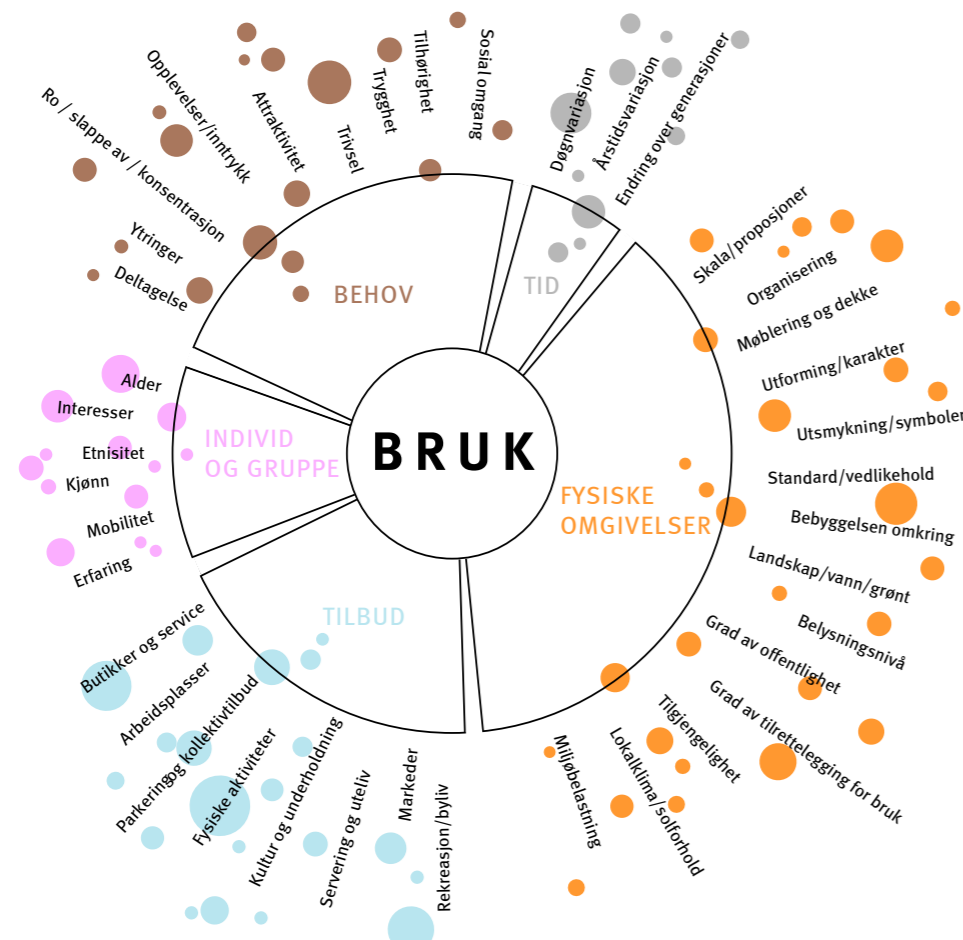 BRUK
BEHOV
Deltagelse
Ytringer
Ro / slappe av / konsentrasjon
Opplevelser/inntrykk
Attraktivitet
Trivsel
Trygghet
Tilhørighet
Sosial omgang
TID
Døgnvariasjon
Årstidsvariasjon
Endring over generasjoner
FYSISKE
OMGIVELSER
Skala/proposjoner
Organisering
Møblering og dekke
Utforming/karakter
Utsmykning/symboler
Standard/vedlikehold
Bebyggelsen omkring
Landskap/vann/grønt
Belysningsnivå
Grad av offentlighet
Grad av tilrettelegging for bruk
Tilgjengelighet
Lokalklima/solforhold
Miljøbelastning
TILBUD
Rekreasjon/byliv
Markeder
Servering og uteliv
Kultur og underholdning
Fysiske aktiviteter
Parkering og kollektivtilbud
Arbeidsplasser
Butikker og service
INDIVID
OG GRUPPE
Erfaring
Mobilitet
Kjønn
Etnisitet
Interesser
Alder